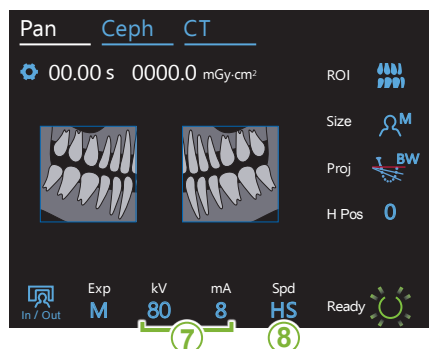 Pan Ceph CT
00.00 s 0000.0 mGy·cm²
ROI
Size M
Proj BW
H Pos 0
In / Out
Exp kV mA Spd
M 80 8 HS
Ready
7 8